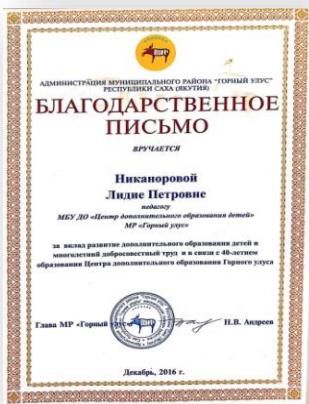 АДМИНИСТРАЦИЯ МУНИЦИПАЛЬНОГО РАЙОНА "ГОРНЫЙ УЛУС"
РЕСПУБЛИКИ САХА (ЯКУТИЯ)
БЛАГОДАРСТВЕННОЕ
ПИСЬМО
ВРУЧАЕТСЯ
Никаноровой
Лидие Петровне
педагогу
МБУ ДО «Центр дополнительного образования детей»
МР «Горный улус»
за вклад развитие дополнительного образования детей и
многолетний добросовестный труд и в связи с 40-летием
образования Центра дополнительного образования Горного улуса
Глава МР «Горный улус» Н.В. Андреев
Декабрь, 2016 г.